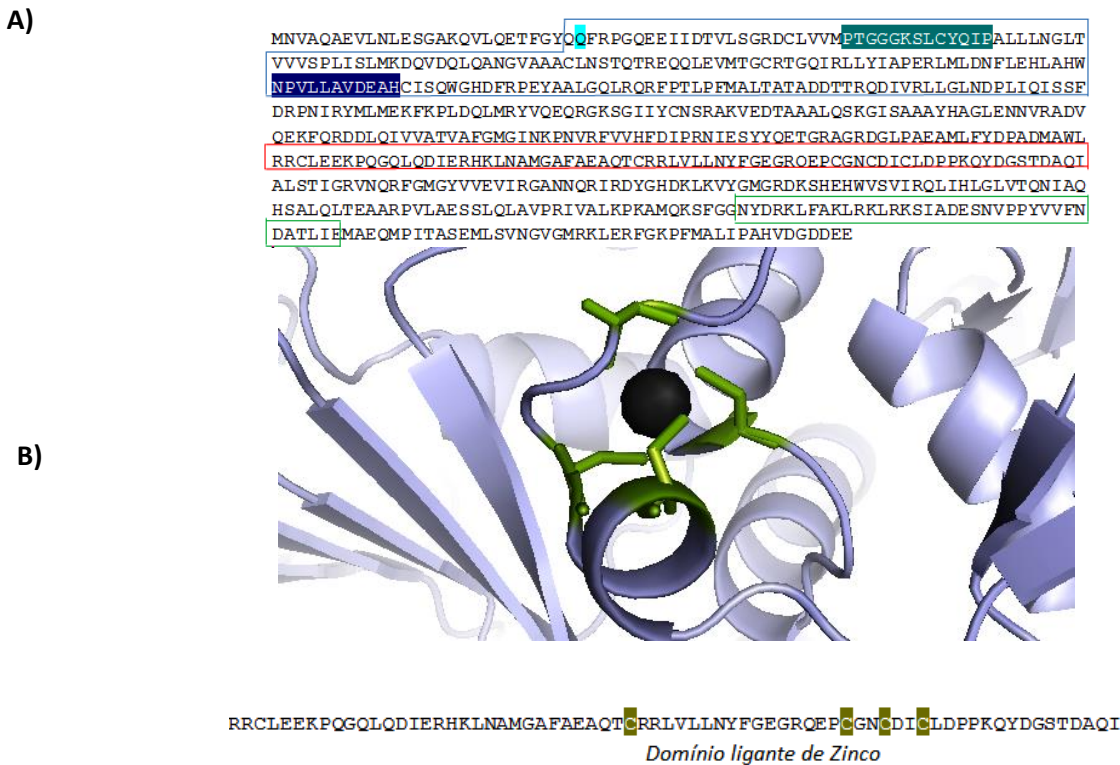 A)
MNVAQAEVLNLESGAKQVLQETFGYQQFRPGQEEIIDTVLSGRDCLVVMPTGGGKSLCYQIPALLLNGLT
VVVSPLISLMKDQVDQLQANGVAAACLNSTQTREQQLEVMTGCRTGQIRLLYIAPERLMLDNFLEHLAHW
NPVLLAVDEAHCISQWGHDFRPEYAALGQLRQRFPTLPFMALTATADDTTRQDIVRLLGLNDPLIQISSF
DRPNIRYMLMEKFKPLDQLMRYVQEQRGKSGIIYCNSRAKVEDTAAALQSKGISAAAYHAGLENNVRADV
QEKFQRDDLQIVVATVAFGMGINKPNVRFVVHFDIPRNIESYYQETGRAGRDGLPAEAMLFYDPADMAWL
RRCLEEKPQGQLQDIERHKLNAMGAFAEAQTCRRLVLLNYFGEGRQEPCGNCDICLDPPKQYDGSTDAQI
ALSTIGRVNQRFGMGYVVEVIRGANNQRIRDYGHDKLKVYGMGRDKSHEHWVSVIRQLIHLGLVTQNIAQ
HSALQLTEAARPVLAESSLQLAVPRIVALKPKAMQKSFGGNYDRKLFAKLRKLRKSIADESNVPPYVVFN
DATLIEMAEQMPITASEMLSVNGVGMRKLERFGKPFMALIPAHVDGDDEE
B)
RRCLEEKPQGQLQDIERHKLNAMGAFAEAQTCRRLVLLNYFGEGRQEPCGNCDICLDPPKQYDGSTDAQI
Domínio ligante de Zinco